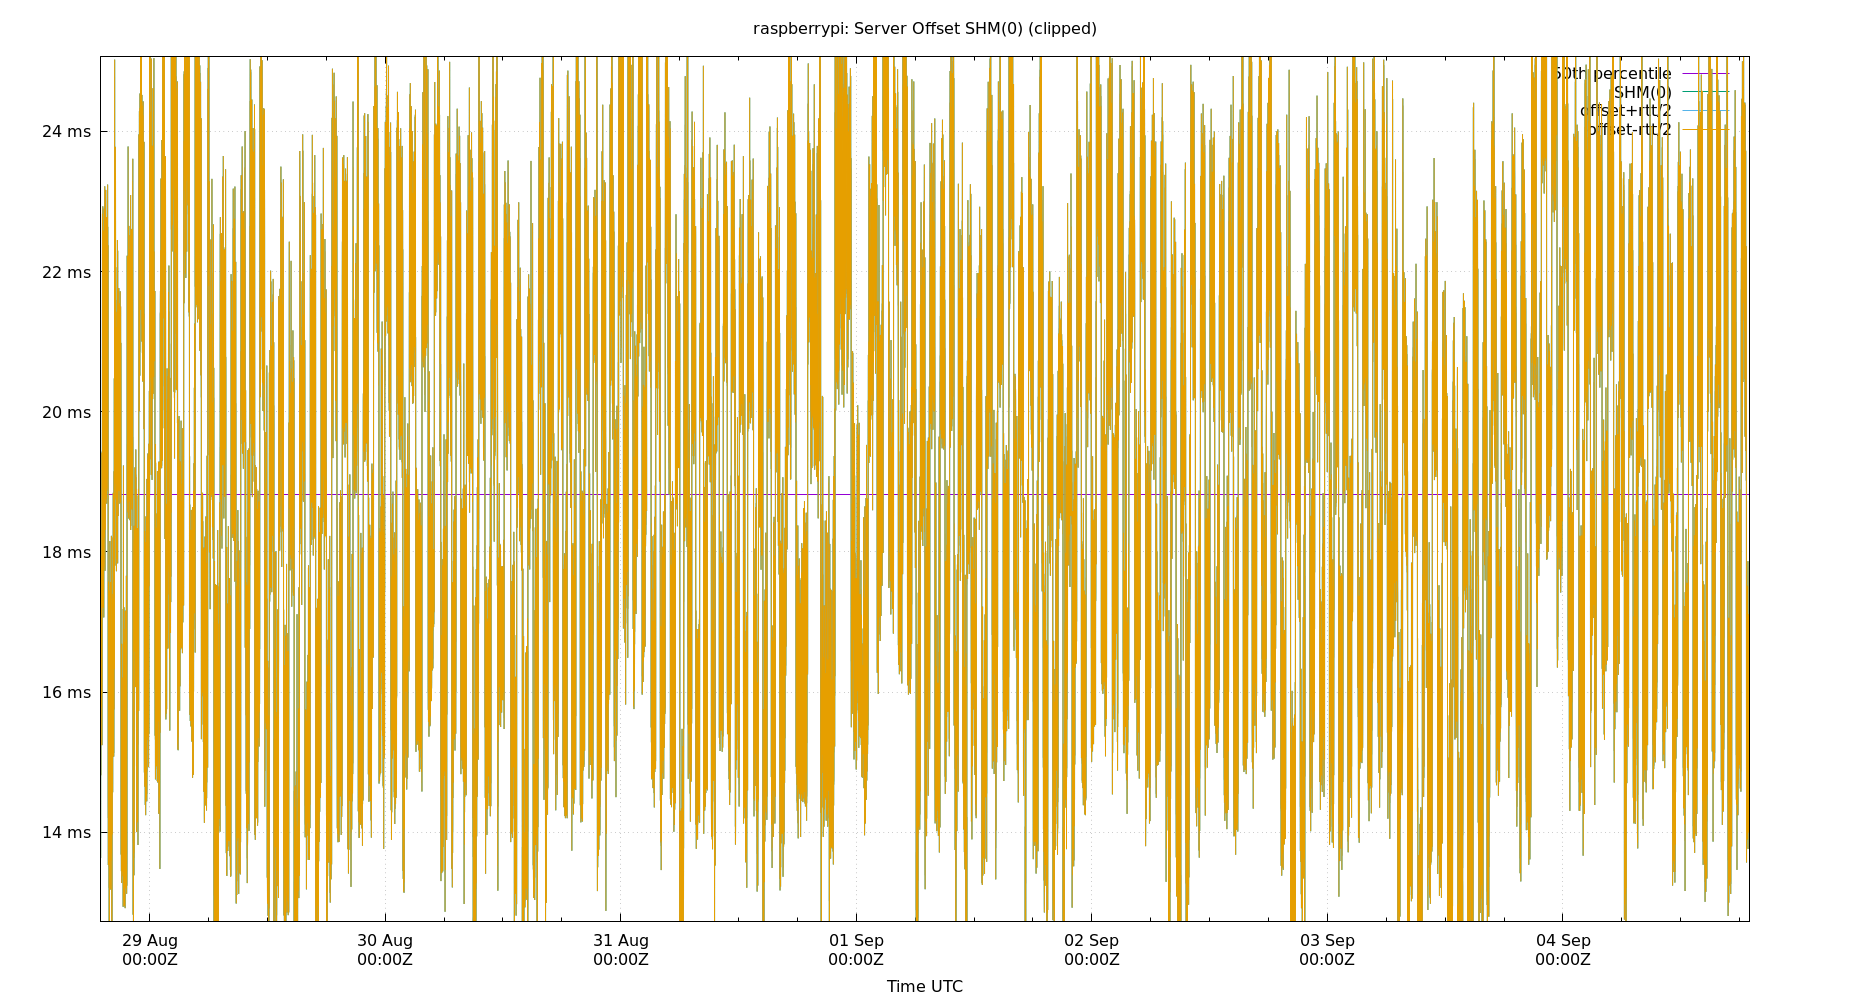 raspberrypi: Server Offset SHM(0) (clipped)
50th percentile
SHM(0)
offset+rtt/2
offset-rtt/2
24 ms
22 ms
20 ms
18 ms
16 ms
14 ms
29 Aug
00:00Z
30 Aug
00:00Z
31 Aug
00:00Z
01 Sep
00:00Z
02 Sep
00:00Z
03 Sep
00:00Z
04 Sep
00:00Z
Time UTC